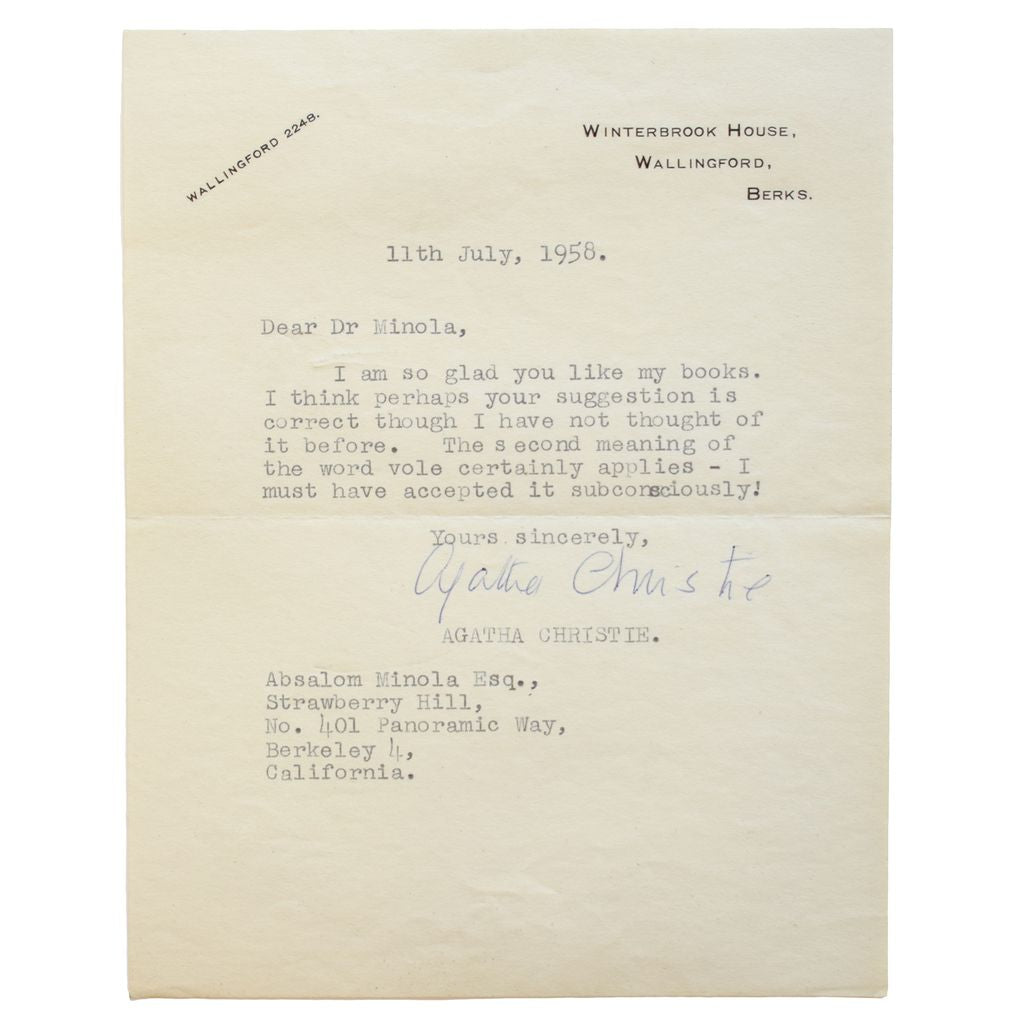 WALLINGFORD 2248.
WINTERBROOK HOUSE,
WALLINGFORD,
BERKS.
11th July, 1958.
Dear Dr Minola,
I am so glad you like my books.
I think perhaps your suggestion is
correct though I have not thought of
it before. The second meaning of
the word vole certainly applies - I
must have accepted it subconsciously!
Yours sincerely,
Agatha Christie
AGATHA CHRISTIE.
Absalom Minola Esq.,
Strawberry Hill,
No. 401 Panoramic Way,
Berkeley 4,
California.